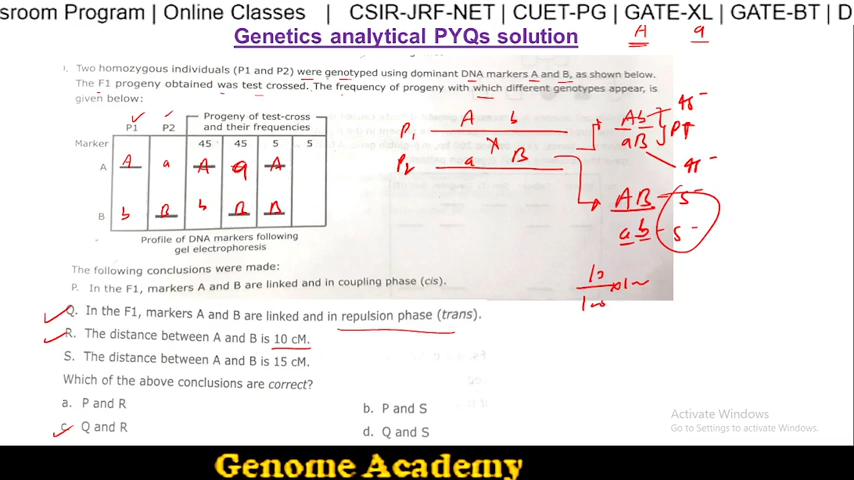 ssroom Program | Online Classes | CSIR-JRF-NET | CUET-PG | GATE-XL | GATE-BT | D
Genetics analytical PYQs solution
A a
Two homozygous individuals (P1 and P2) were genotyped using dominant DNA markers A and B, as shown below.
The F1 progeny obtained was test crossed. The frequency of progeny with which different genotypes appear, is
given below:
P1 P2 Progeny of test-cross
and their frequencies
Marker 45 45 5 5
A A a A a A
B b B b B B
Profile of DNA markers following
gel electrophoresis
P1 A b
X
P2 a B
Ab 45
aB PT
45
AB 5
ab 5
10
100
The following conclusions were made:
P. In the F1, markers A and B are linked and in coupling phase (cis).
Q. In the F1, markers A and B are linked and in repulsion phase (trans).
R. The distance between A and B is 10 cM.
S. The distance between A and B is 15 cM.
Which of the above conclusions are correct?
a. P and R
b. P and S
c. Q and R
d. Q and S
Activate Windows
Go to Settings to activate Windows.
Genome Academy